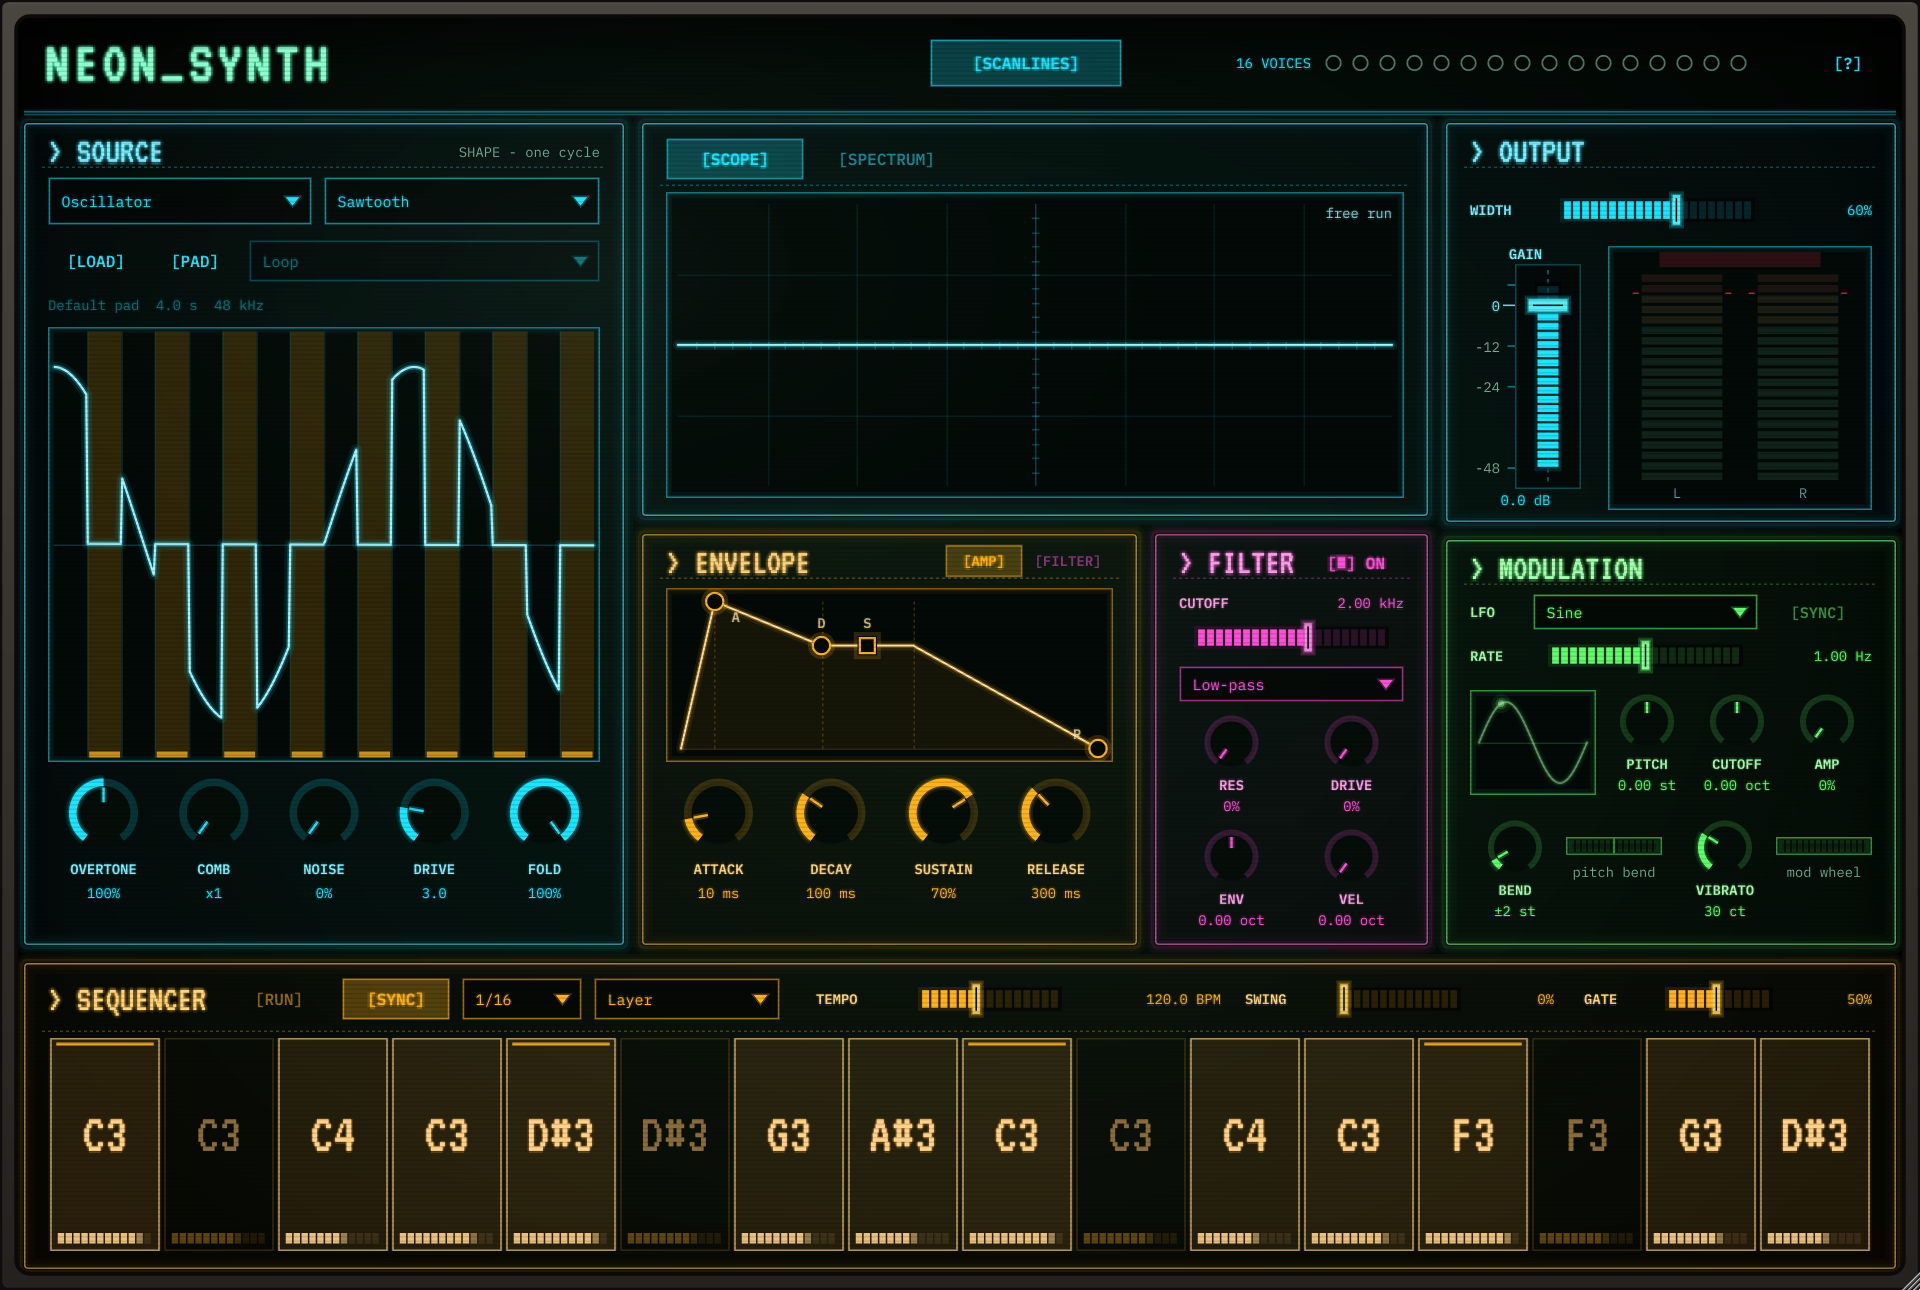 NEON_SYNTH
[SCANLINES]
16 VOICES
[?]
❯ SOURCE
SHAPE - one cycle
Oscillator
Sawtooth
[LOAD]
[PAD]
Loop
Default pad 4.0 s 48 kHz
OVERTONE
100%
COMB
x1
NOISE
0%
DRIVE
3.0
FOLD
100%
[SCOPE]
[SPECTRUM]
free run
❯ OUTPUT
WIDTH
60%
GAIN
0
-12
-24
-48
0.0 dB
L
R
❯ ENVELOPE
[AMP]
[FILTER]
A
D
S
R
ATTACK
10 ms
DECAY
100 ms
SUSTAIN
70%
RELEASE
300 ms
❯ FILTER
[■] ON
CUTOFF
2.00 kHz
Low-pass
RES
0%
DRIVE
0%
ENV
0.00 oct
VEL
0.00 oct
❯ MODULATION
LFO
Sine
[SYNC]
RATE
1.00 Hz
PITCH
0.00 st
CUTOFF
0.00 oct
AMP
0%
BEND
±2 st
pitch bend
VIBRATO
30 ct
mod wheel
❯ SEQUENCER
[RUN]
[SYNC]
1/16
Layer
TEMPO
120.0 BPM
SWING
0%
GATE
50%
C3
C3
C4
C3
D#3
D#3
G3
A#3
C3
C3
C4
C3
F3
F3
G3
D#3